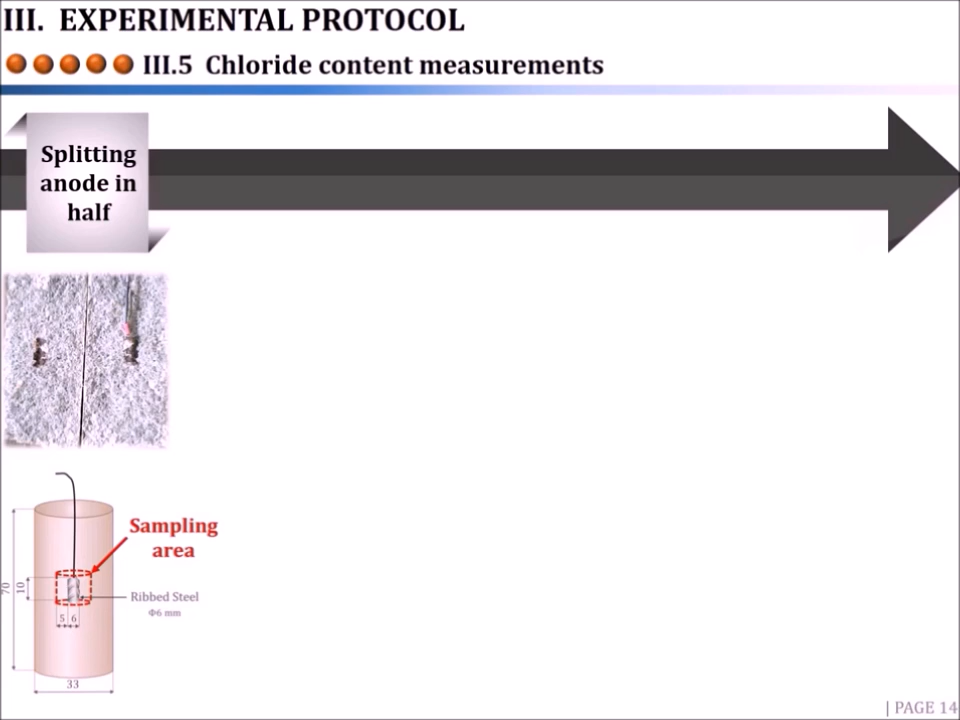 III. EXPERIMENTAL PROTOCOL
III.5 Chloride content measurements
Splitting
anode in
half
Sampling
area
70
10
Ribbed Steel
Φ6 mm
5 6
33
| PAGE 14